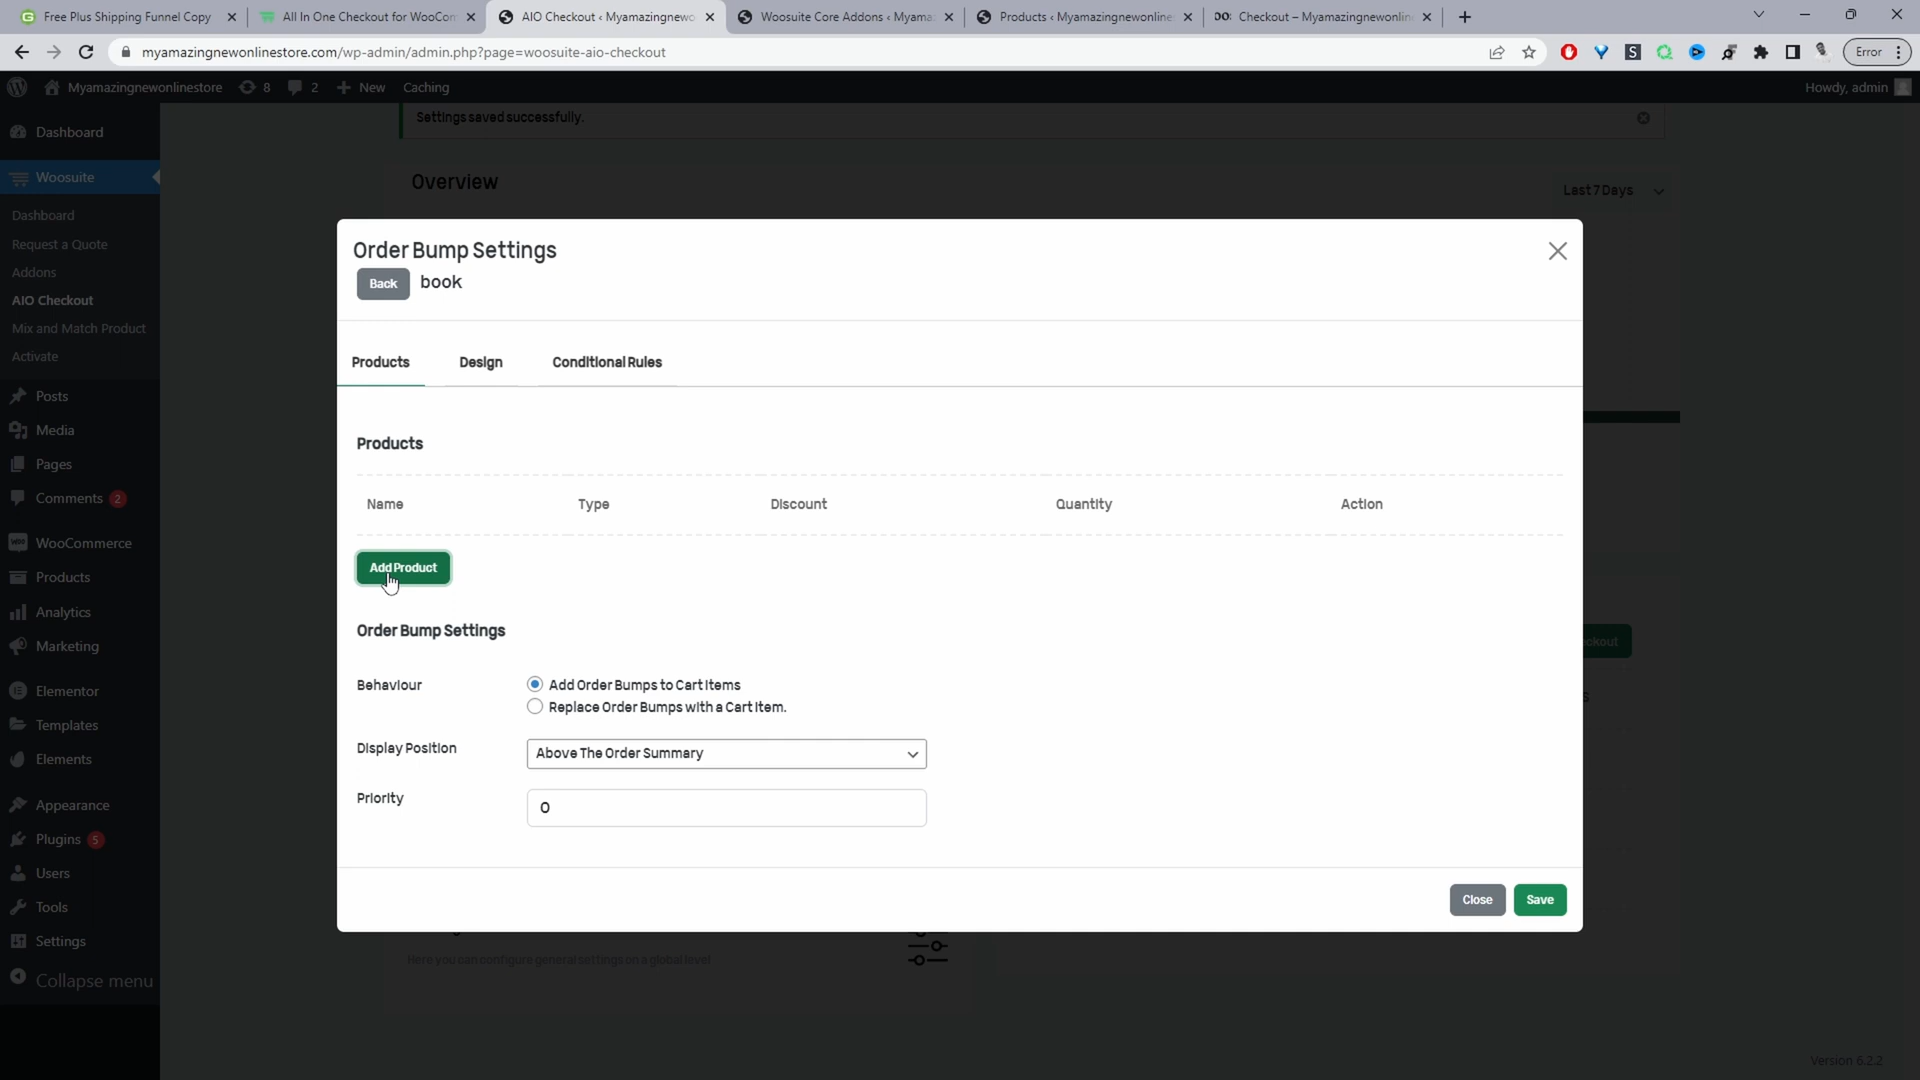 Free Plus Shipping Funnel Copy
All In One Checkout for WooCom
AIO Checkout ‹ Myamazingnewo
Woosuite Core Addons ‹ Myama
Products ‹ Myamazingnewonline
Checkout – Myamazingnewonlin
myamazingnewonlinestore.com/wp-admin/admin.php?page=woosuite-aio-checkout
Error
Myamazingnewonlinestore
8
2
New
Caching
Howdy, admin
Dashboard
Woosuite
Dashboard
Request a Quote
Addons
AIO Checkout
Mix and Match Product
Activate
Posts
Media
Pages
Comments 2
WooCommerce
Products
Analytics
Marketing
Elementor
Templates
Elements
Appearance
Plugins 5
Users
Tools
Settings
Collapse menu
Settings saved successfully.
Overview
Last 7 Days
Order Bump Settings
Back
book
Products
Design
Conditional Rules
Products
Name
Type
Discount
Quantity
Action
Add Product
Order Bump Settings
Behaviour
Add Order Bumps to Cart Items
Replace Order Bumps with a Cart Item.
Display Position
Above The Order Summary
Priority
0
Close
Save
Here you can configure general settings on a global level
Version 6.2.2